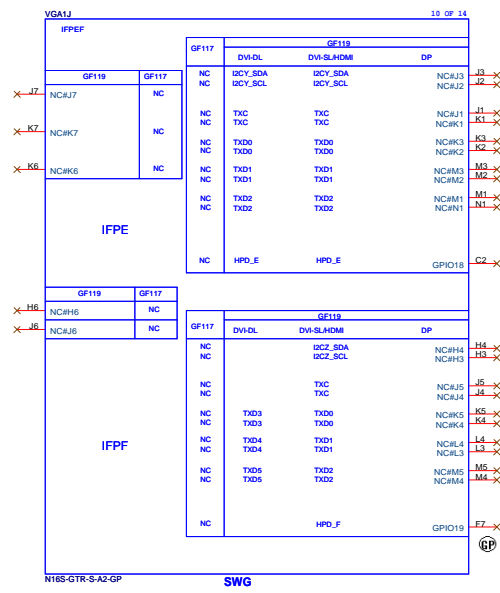 VGA1J 10 OF 14
IFPEF
GF117 GF119
DVI-DL DVI-SL/HDMI DP
GF119 GF117
J7 NC#J7 NC
K7 NC#K7 NC
K6 NC#K6 NC
NC I2CY_SDA I2CY_SDA NC#J3 J3
NC I2CY_SCL I2CY_SCL NC#J2 J2
NC TXC TXC NC#J1 J1
NC TXC TXC NC#K1 K1
NC TXD0 TXD0 NC#K3 K3
NC TXD0 TXD0 NC#K2 K2
NC TXD1 TXD1 NC#M3 M3
NC TXD1 TXD1 NC#M2 M2
NC TXD2 TXD2 NC#M1 M1
NC TXD2 TXD2 NC#N1 N1
IFPE
NC HPD_E HPD_E GPIO18 C2
GF119 GF117
H6 NC#H6 NC
J6 NC#J6 NC
GF117 GF119
DVI-DL DVI-SL/HDMI DP
NC I2CZ_SDA NC#H4 H4
NC I2CZ_SCL NC#H3 H3
NC TXC NC#J5 J5
NC TXC NC#J4 J4
NC TXD3 TXD0 NC#K5 K5
NC TXD3 TXD0 NC#K4 K4
NC TXD4 TXD1 NC#L4 L4
NC TXD4 TXD1 NC#L3 L3
IFPF
NC TXD5 TXD2 NC#M5 M5
NC TXD5 TXD2 NC#M4 M4
NC HPD_F GPIO19 F7
GP
N16S-GTR-S-A2-GP
SWG